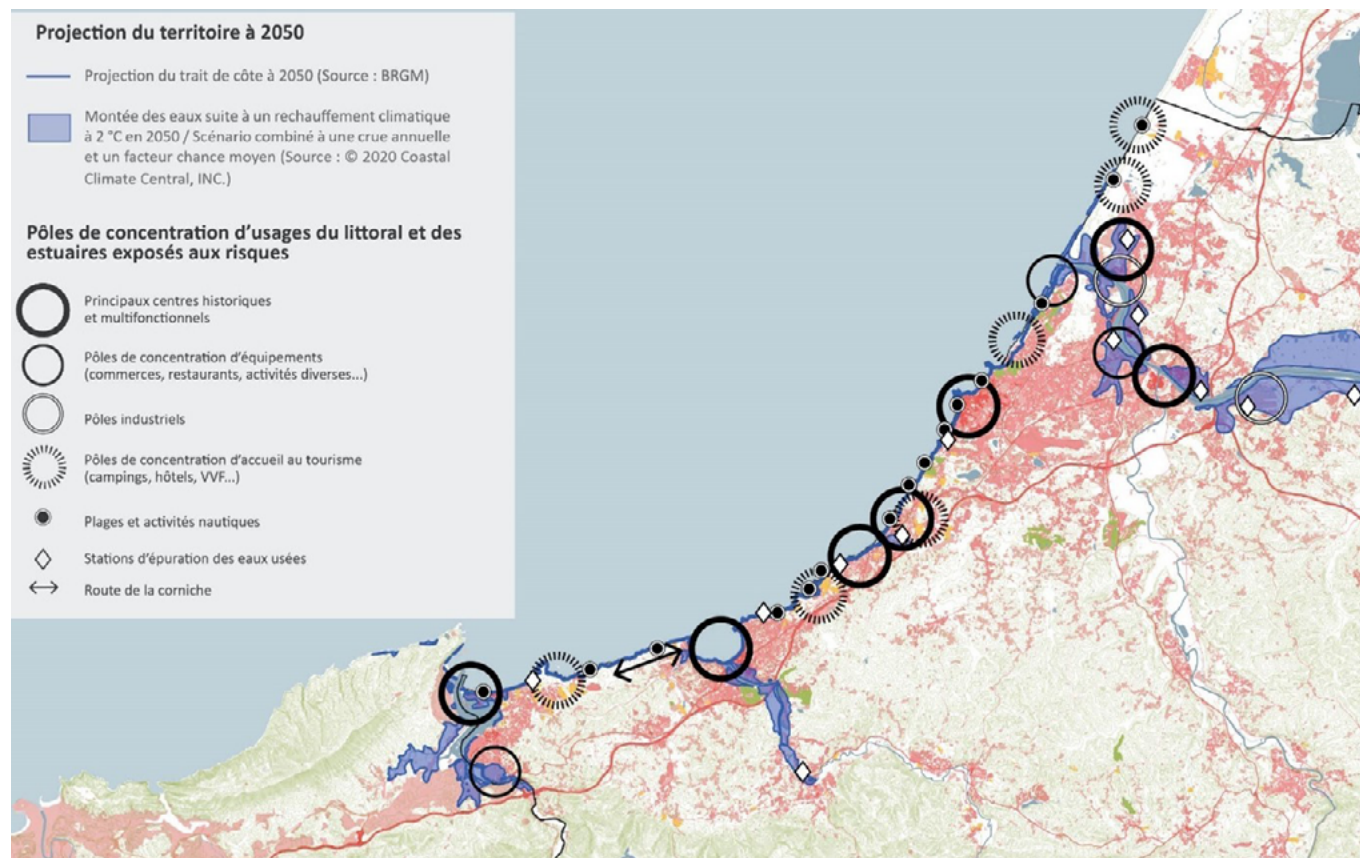 Projection du territoire à 2050
Projection du trait de côte à 2050 (Source : BRGM)
Montée des eaux suite à un rechauffement climatique
à 2 °C en 2050 / Scénario combiné à une crue annuelle
et un facteur chance moyen (Source : © 2020 Coastal
Climate Central, INC.)
Pôles de concentration d'usages du littoral et des
estuaires exposés aux risques
Principaux centres historiques
et multifonctionnels
Pôles de concentration d'équipements
(commerces, restaurants, activités diverses...)
Pôles industriels
Pôles de concentration d'accueil au tourisme
(campings, hôtels, VVF...)
Plages et activités nautiques
Stations d'épuration des eaux usées
Route de la corniche